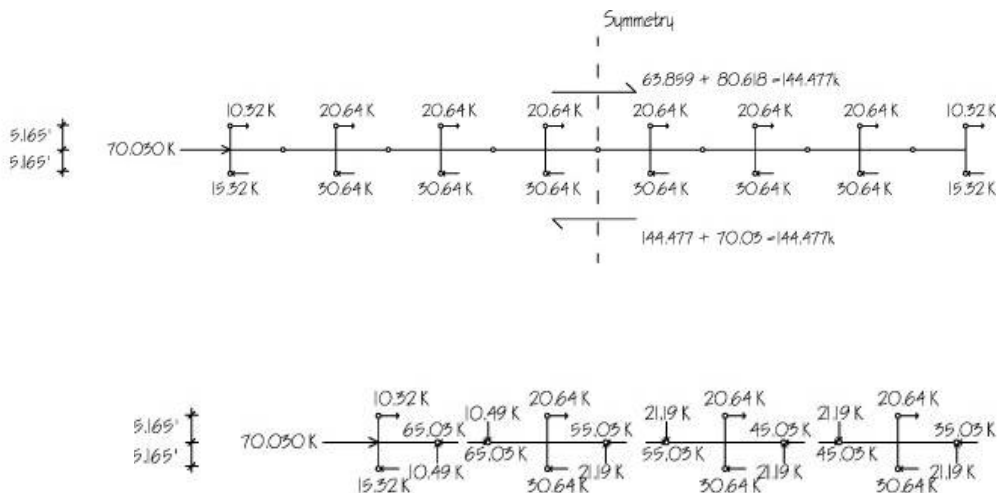 Symmetry
63.859 + 80.618 =144.477k
10.32 K 20.64 K 20.64 K 20.64 K 20.64 K 20.64 K 20.64 K 10.32 K
5.165'
70.030 K
5.165'
15.32 K 30.64 K 30.64 K 30.64 K 30.64 K 30.64 K 30.64 K 15.32 K
144.477 + 70.03 =144.477k
10.32 K 10.49 K 20.64 K 21.19 K 20.64 K 21.19 K 20.64 K
5.165'
65.03 K 55.03 K 45.03 K 35.03 K
70.030 K
65.03 K 55.03 K 45.03 K
5.165'
10.49 K 21.19 K 21.19 K 21.19 K
15.32 K 30.64 K 30.64 K 30.64 K